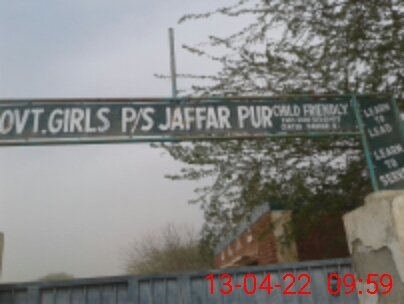 OVT.GIRLS P/S JAFFAR PUR
CHILD FRIENDLY
LEARN TO
LEAD
LEARN TO
SERVE
13-04-22 09:59